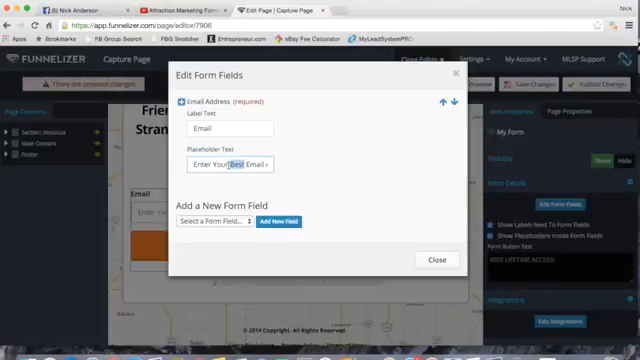 Nick Anderson
Attraction Marketing Form
Edit Page | Capture Page
Nick
https://app.funnelizer.com/page/editor/7906
Bookmarks
FB Group Search
FBG Snatcher
Entrepreneur.com
eBay Fee Calculator
MyLeadSystemPRO
FUNNELIZER
Capture Page
Close Editor
Settings
My Account
MLSP Support
There are unsaved changes
Preview
Save Changes
Publish Changes
Page Contents
Section Absolute
Main Contents
Footer
Edit Form Fields
Email Address (required)
Label Text
Email
Placeholder Text
Enter Your Best Email
Add a New Form Field
Select a Form Field...
Add New Field
Close
Page Properties
My Form
Visibility
Show
Hide
Form Details
Edit Form Fields
Show Labels Next To Form Fields
Show Placeholders Inside Form Fields
Form Button Text
FREE LIFETIME ACCESS!
Integrations
Edit Integrations
Email
© 2014 Copyright. All rights reserved.